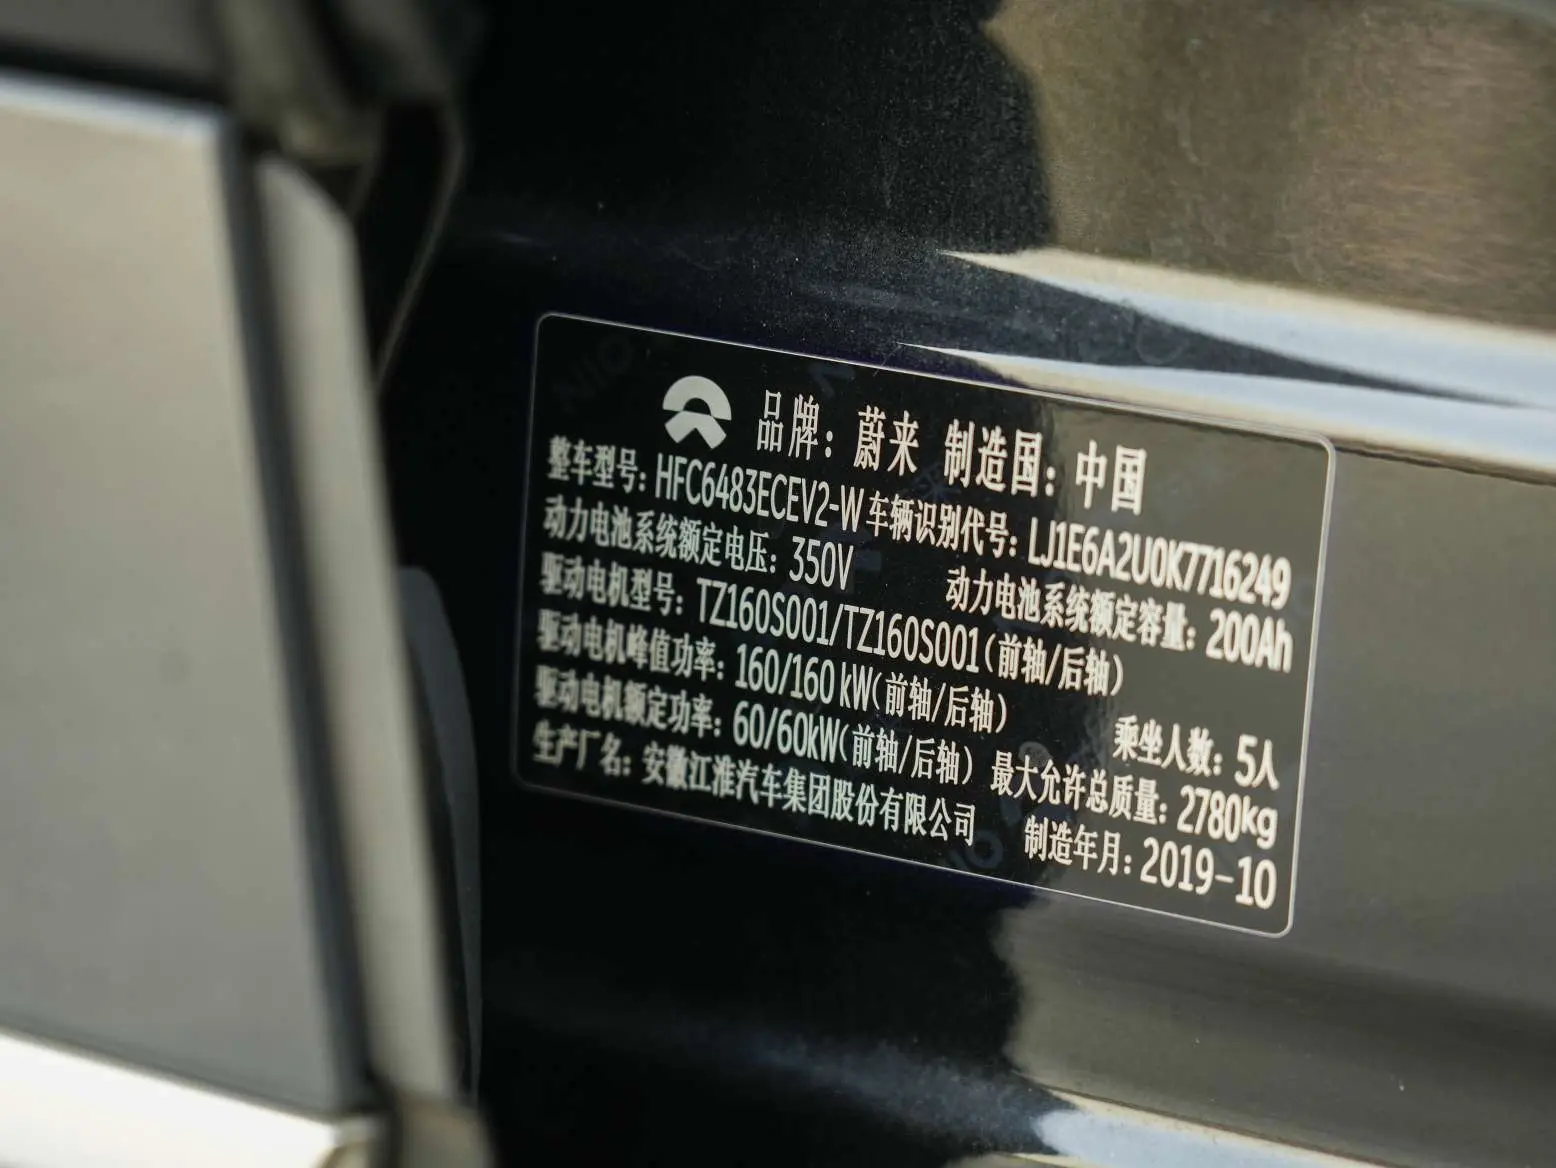 品牌：蔚来 制造国：中国
整车型号：HFC6483ECEV2-W 车辆识别代号：LJ1E6A2U0K7716249
动力电池系统额定电压：350V 动力电池系统额定容量：200Ah
驱动电机型号：TZ160S001/TZ160S001(前轴/后轴)
驱动电机峰值功率：160/160 kW(前轴/后轴) 乘坐人数：5人
驱动电机额定功率：60/60kW(前轴/后轴) 最大允许总质量：2780kg
生产厂名：安徽江淮汽车集团股份有限公司 制造年月：2019-10